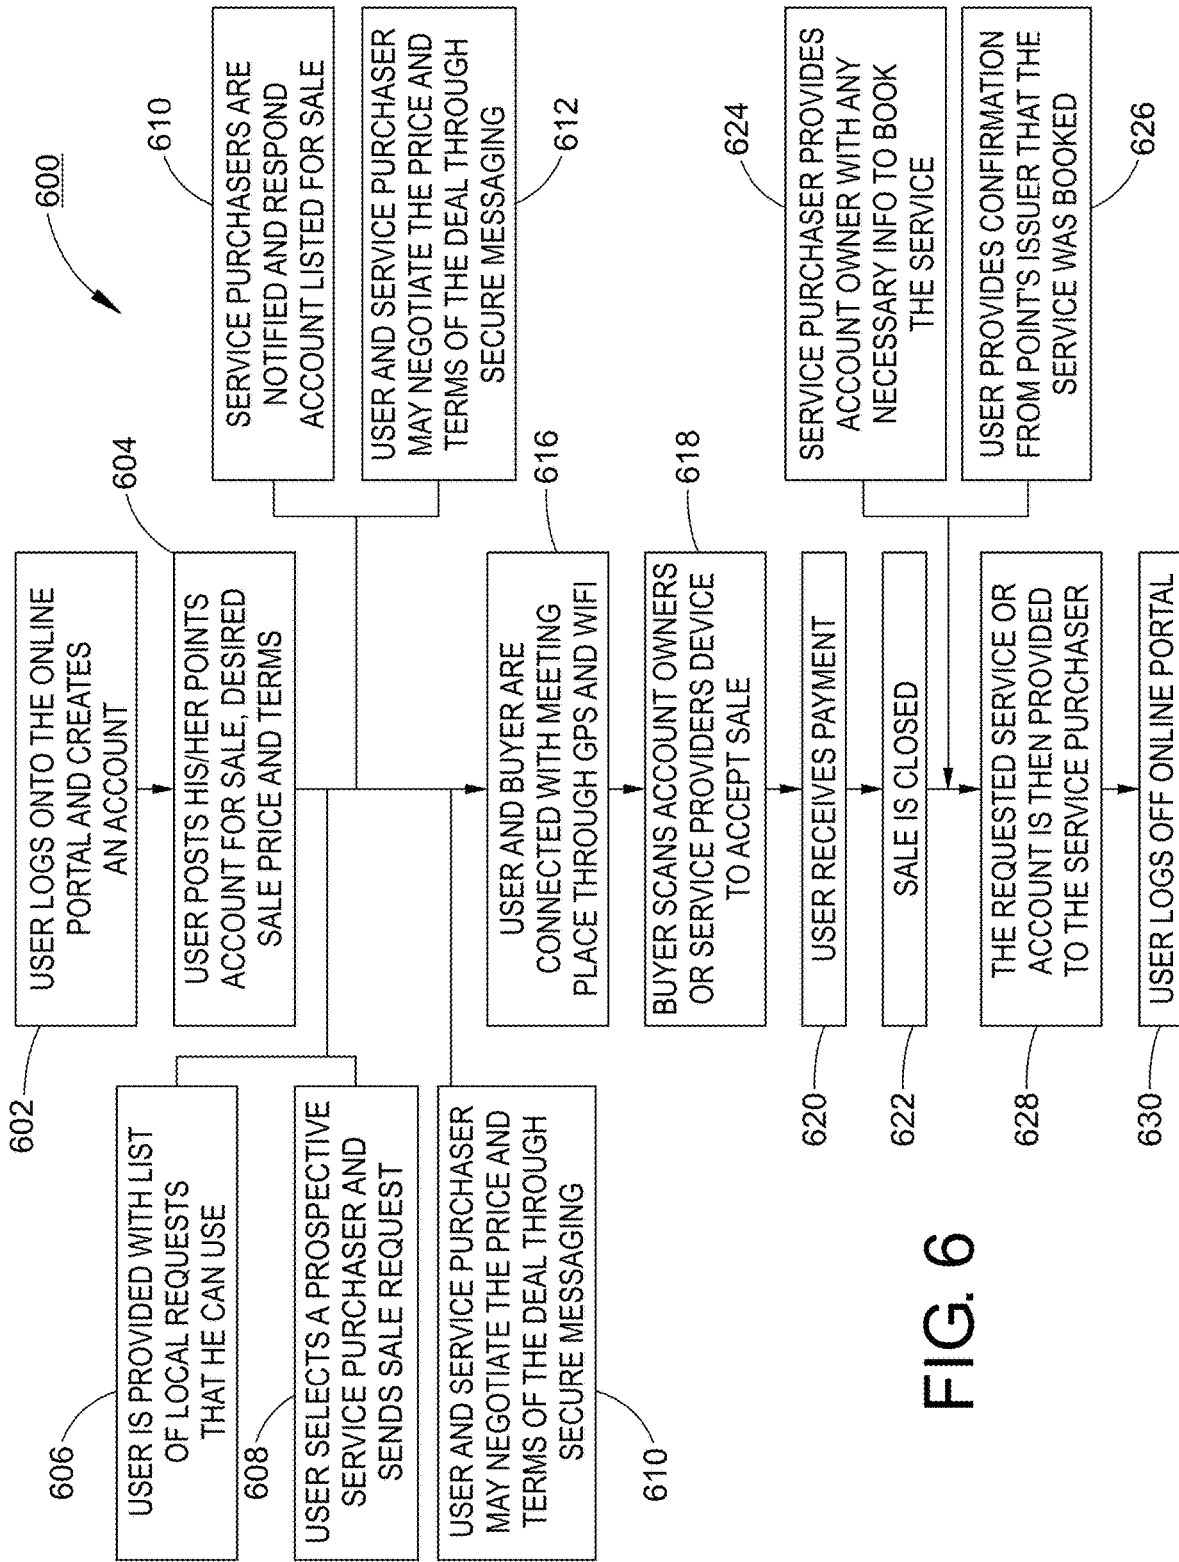 600
602
USER LOGS ONTO THE ONLINE
PORTAL AND CREATES
AN ACCOUNT
604
USER POSTS HIS/HER POINTS
ACCOUNT FOR SALE, DESIRED
SALE PRICE AND TERMS
606
USER IS PROVIDED WITH LIST
OF LOCAL REQUESTS
THAT HE CAN USE
608
USER SELECTS A PROSPECTIVE
SERVICE PURCHASER AND
SENDS SALE REQUEST
610
USER AND SERVICE PURCHASER
MAY NEGOTIATE THE PRICE AND
TERMS OF THE DEAL THROUGH
SECURE MESSAGING
610
SERVICE PURCHASERS ARE
NOTIFIED AND RESPOND
ACCOUNT LISTED FOR SALE
612
USER AND SERVICE PURCHASER
MAY NEGOTIATE THE PRICE AND
TERMS OF THE DEAL THROUGH
SECURE MESSAGING
616
USER AND BUYER ARE
CONNECTED WITH MEETING
PLACE THROUGH GPS AND WIFI
618
BUYER SCANS ACCOUNT OWNERS
OR SERVICE PROVIDERS DEVICE
TO ACCEPT SALE
620
USER RECEIVES PAYMENT
622
SALE IS CLOSED
624
SERVICE PURCHASER PROVIDES
ACCOUNT OWNER WITH ANY
NECESSARY INFO TO BOOK
THE SERVICE
626
USER PROVIDES CONFIRMATION
FROM POINT'S ISSUER THAT THE
SERVICE WAS BOOKED
628
THE REQUESTED SERVICE OR
ACCOUNT IS THEN PROVIDED
TO THE SERVICE PURCHASER
630
USER LOGS OFF ONLINE PORTAL
FIG. 6